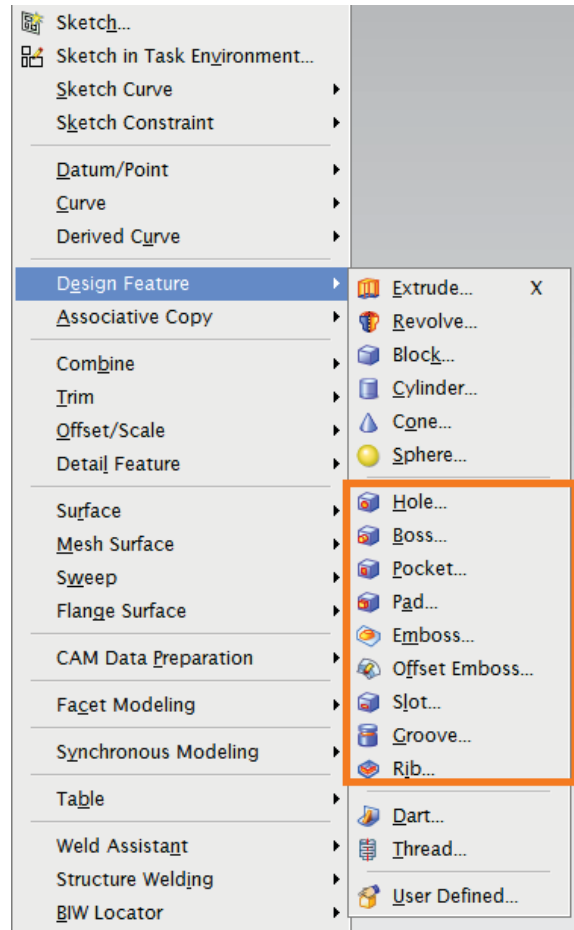 Sketch...
Sketch in Task Environment...
Sketch Curve
Sketch Constraint
Datum/Point
Curve
Derived Curve
Design Feature
Associative Copy
Combine
Trim
Offset/Scale
Detail Feature
Surface
Mesh Surface
Sweep
Flange Surface
CAM Data Preparation
Facet Modeling
Synchronous Modeling
Table
Weld Assistant
Structure Welding
BIW Locator
Extrude... X
Revolve...
Block...
Cylinder...
Cone...
Sphere...
Hole...
Boss...
Pocket...
Pad...
Emboss...
Offset Emboss...
Slot...
Groove...
Rib...
Dart...
Thread...
User Defined...